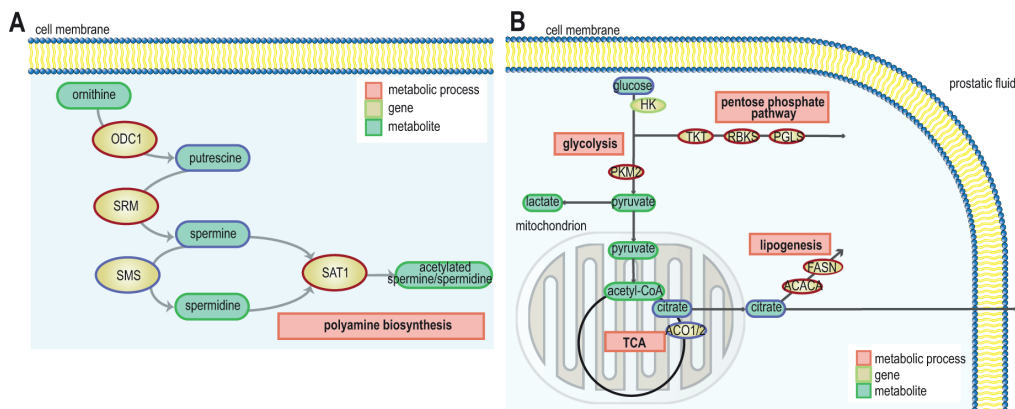 A
cell membrane
ornithine
ODC1
putrescine
SRM
spermine
SMS
SAT1
acetylated
spermine/spermidine
spermidine
polyamine biosynthesis
metabolic process
gene
metabolite
B
cell membrane
prostatic fluid
glucose
HK
pentose phosphate
pathway
glycolysis
TKT
RBKS
PGLS
PKM2
lactate
pyruvate
mitochondrion
pyruvate
lipogenesis
FASN
ACACA
acetyl-CoA
citrate
citrate
ACO1/2
TCA
metabolic process
gene
metabolite